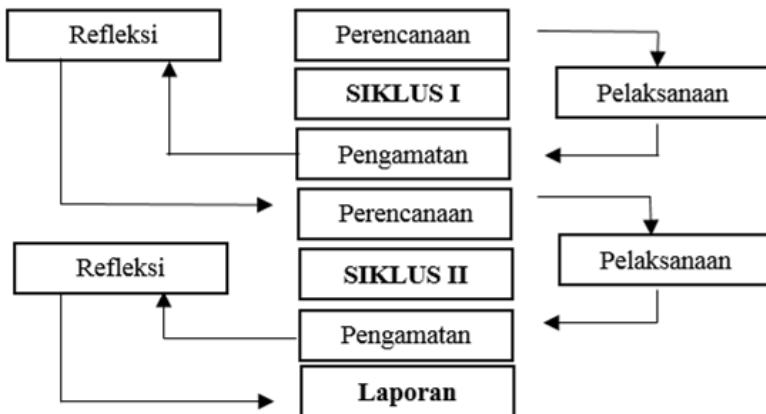 Refleksi
Perencanaan
SIKLUS I
Pelaksanaan
Pengamatan
Perencanaan
Refleksi
SIKLUS II
Pelaksanaan
Pengamatan
Laporan